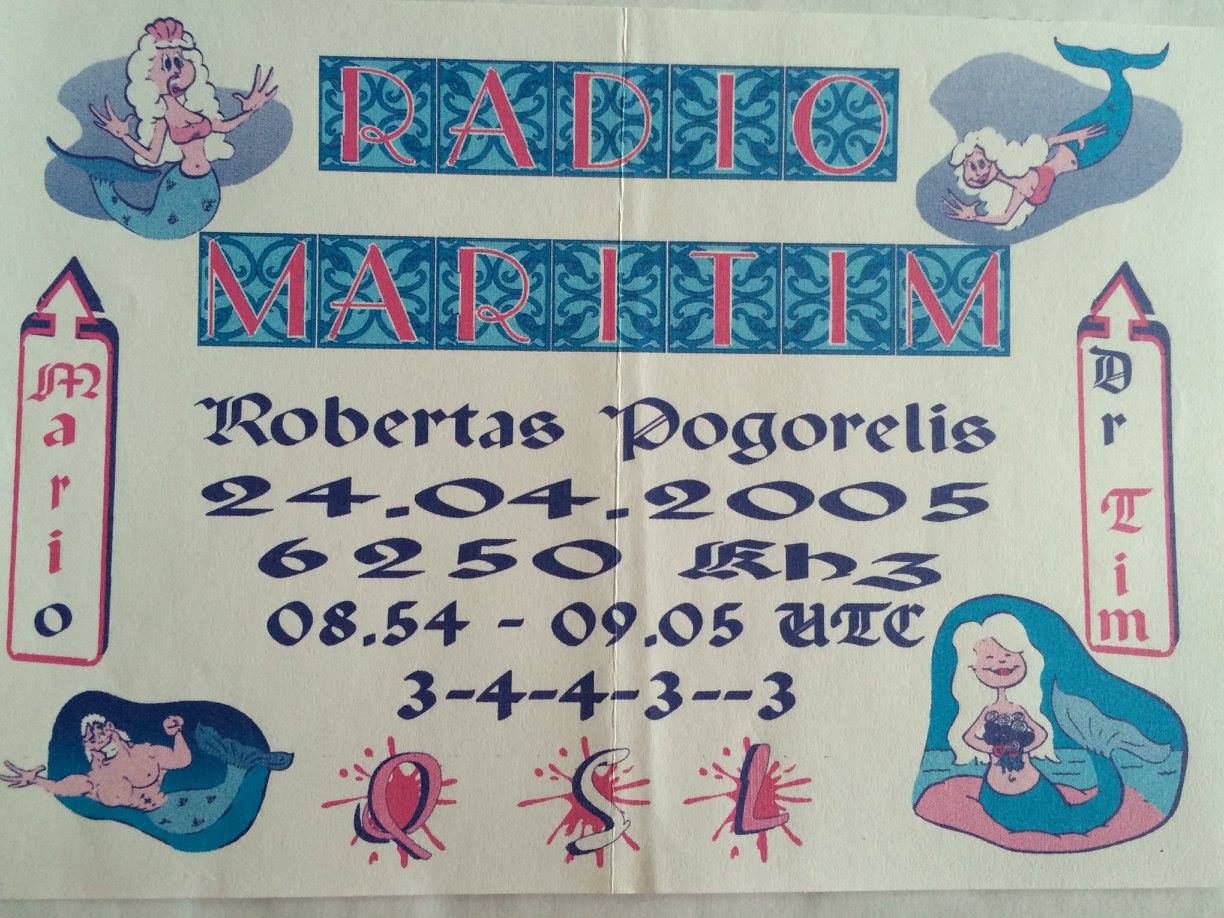 RADIO
MARITIM
Mario
Dr Tim
Robertas Pogorelis
24.04.2005
6250 Khz
08.54 - 09.05 UTC
3-4-4-3--3
QSL